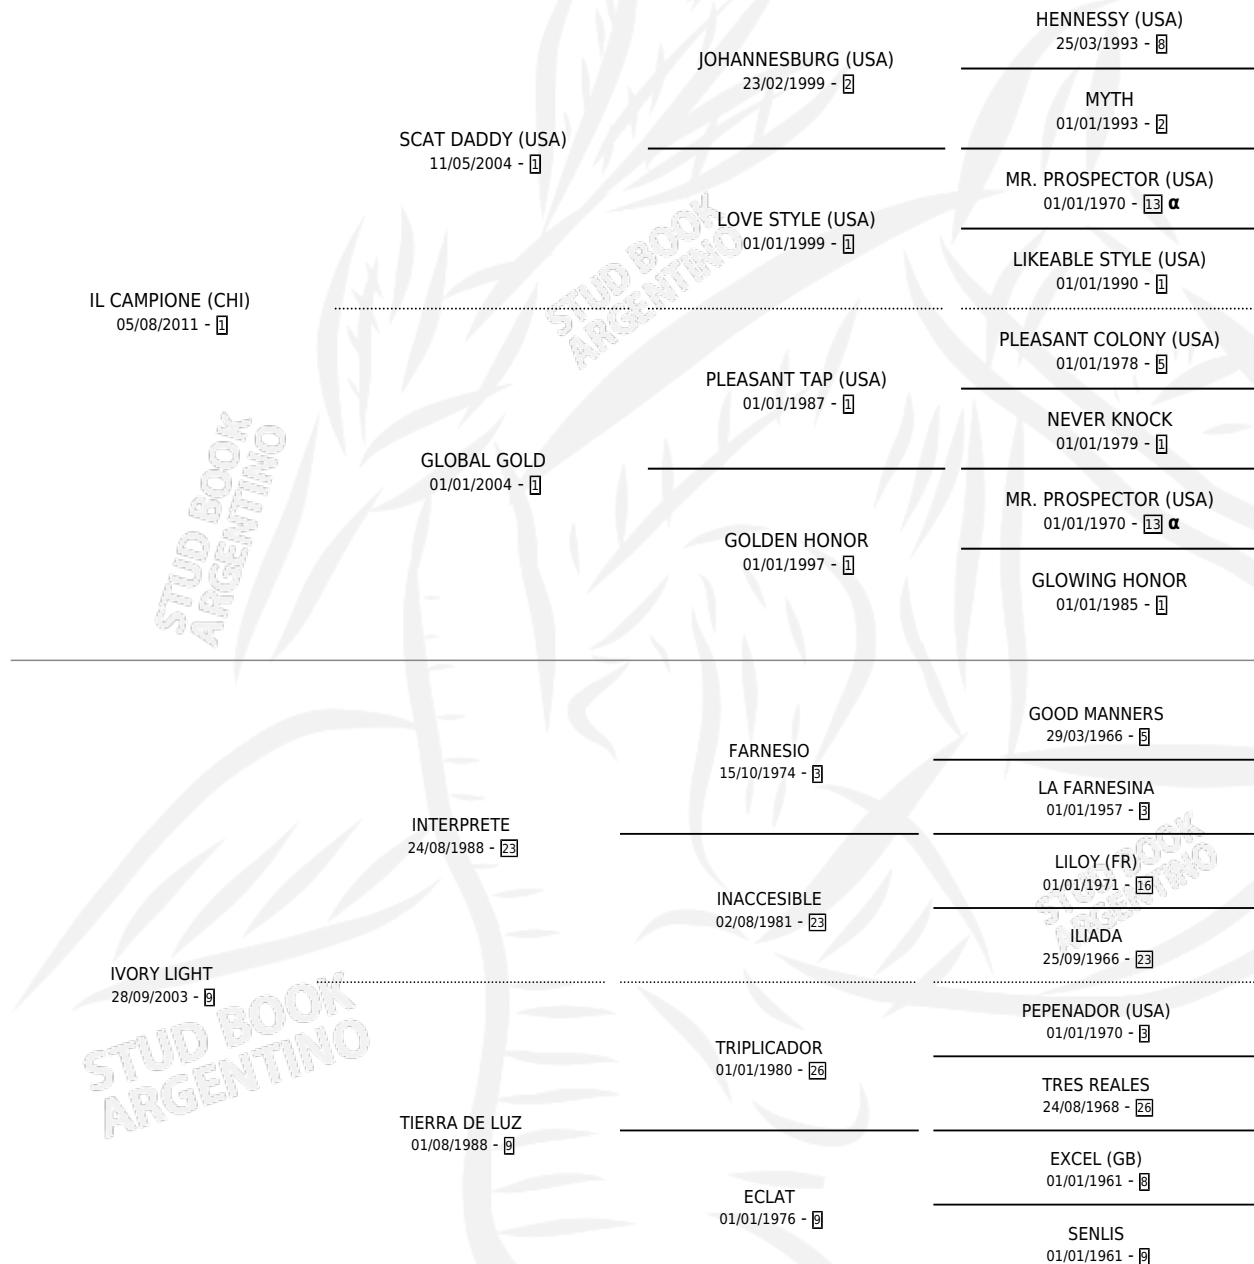 HENNESSY (USA)
25/03/1993 - 8
JOHANNESBURG (USA)
23/02/1999 - 2
MYTH
01/01/1993 - 2
SCAT DADDY (USA)
11/05/2004 - 1
MR. PROSPECTOR (USA)
01/01/1970 - 13 α
LOVE STYLE (USA)
01/01/1999 - 1
LIKEABLE STYLE (USA)
01/01/1990 - 1
IL CAMPIONE (CHI)
05/08/2011 - 1
PLEASANT COLONY (USA)
01/01/1978 - 5
PLEASANT TAP (USA)
01/01/1987 - 1
NEVER KNOCK
01/01/1979 - 1
GLOBAL GOLD
01/01/2004 - 1
MR. PROSPECTOR (USA)
01/01/1970 - 13 α
GOLDEN HONOR
01/01/1997 - 1
GLOWING HONOR
01/01/1985 - 1
GOOD MANNERS
29/03/1966 - 5
FARNESIO
15/10/1974 - 3
LA FARNESINA
01/01/1957 - 3
INTERPRETE
24/08/1988 - 23
LILOY (FR)
01/01/1971 - 16
INACCESIBLE
02/08/1981 - 23
ILIADA
25/09/1966 - 23
IVORY LIGHT
28/09/2003 - 9
PEPENADOR (USA)
01/01/1970 - 3
TRIPLICADOR
01/01/1980 - 26
TRES REALES
24/08/1968 - 26
TIERRA DE LUZ
01/08/1988 - 9
EXCEL (GB)
01/01/1961 - 8
ECLAT
01/01/1976 - 9
SENLIS
01/01/1961 - 9
STUD BOOK
ARGENTINO
STUD BOOK
ARGENTINO
STUD BOOK
ARGENTINO
STUD BOOK
ARGENTINO